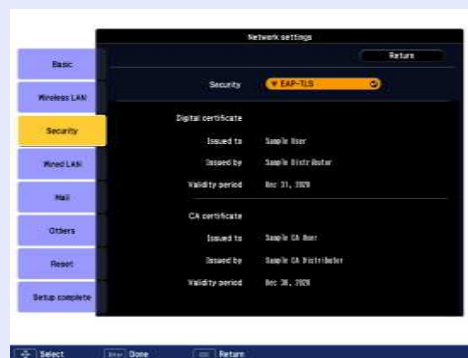 Network settings
Return
Basic
Security EAP-TLS
Wireless LAN
Digital certificate
Security
Issued to Sample User
Issued by Sample Distributor
Wired LAN
Validity period Dec 31, 2020
Mail
CA certificate
Others
Issued to Sample CA User
Reset
Issued by Sample CA Distributor
Validity period Dec 30, 2020
Setup complete
Select Enter Done Return